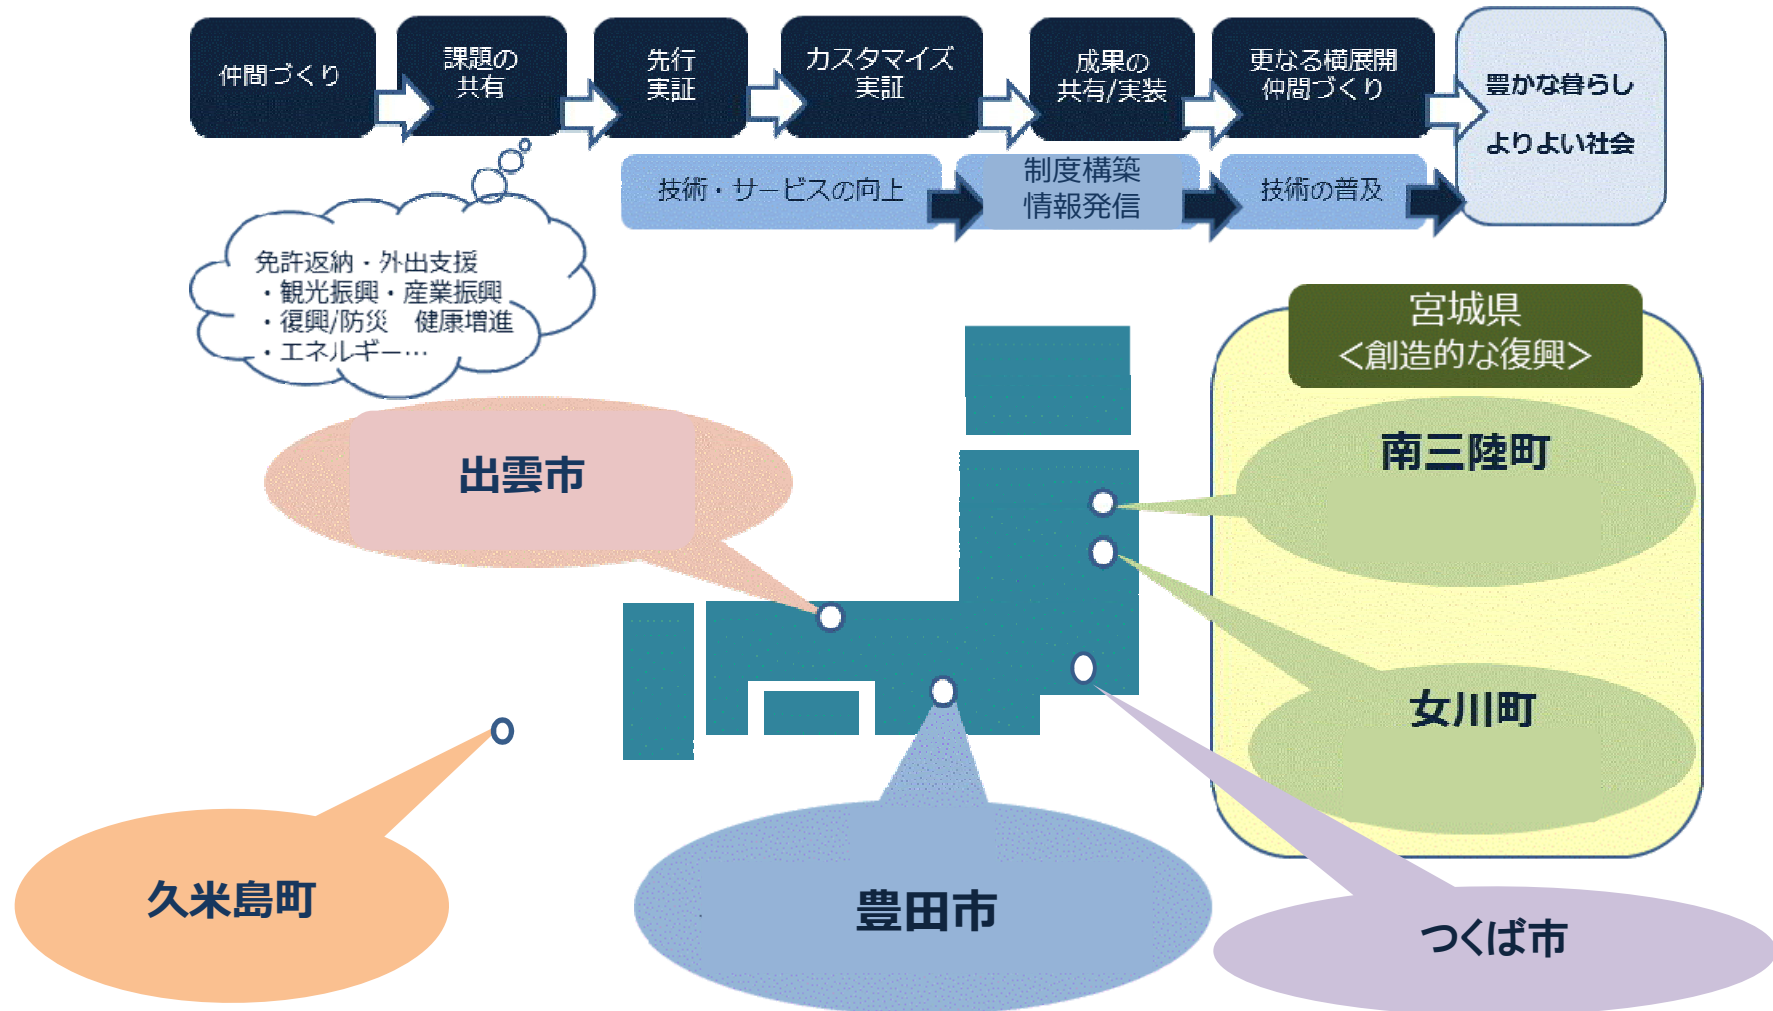 仲間づくり
課題の
共有
先行
実証
カスタマイズ
実証
成果の
共有/実装
更なる横展開
仲間づくり
豊かな暮らし
よりよい社会
技術・サービスの向上
制度構築
情報発信
技術の普及
免許返納・外出支援
・観光振興・産業振興
・復興/防災　健康増進
・エネルギー…
宮城県
＜創造的な復興＞
南三陸町
出雲市
女川町
久米島町
豊田市
つくば市